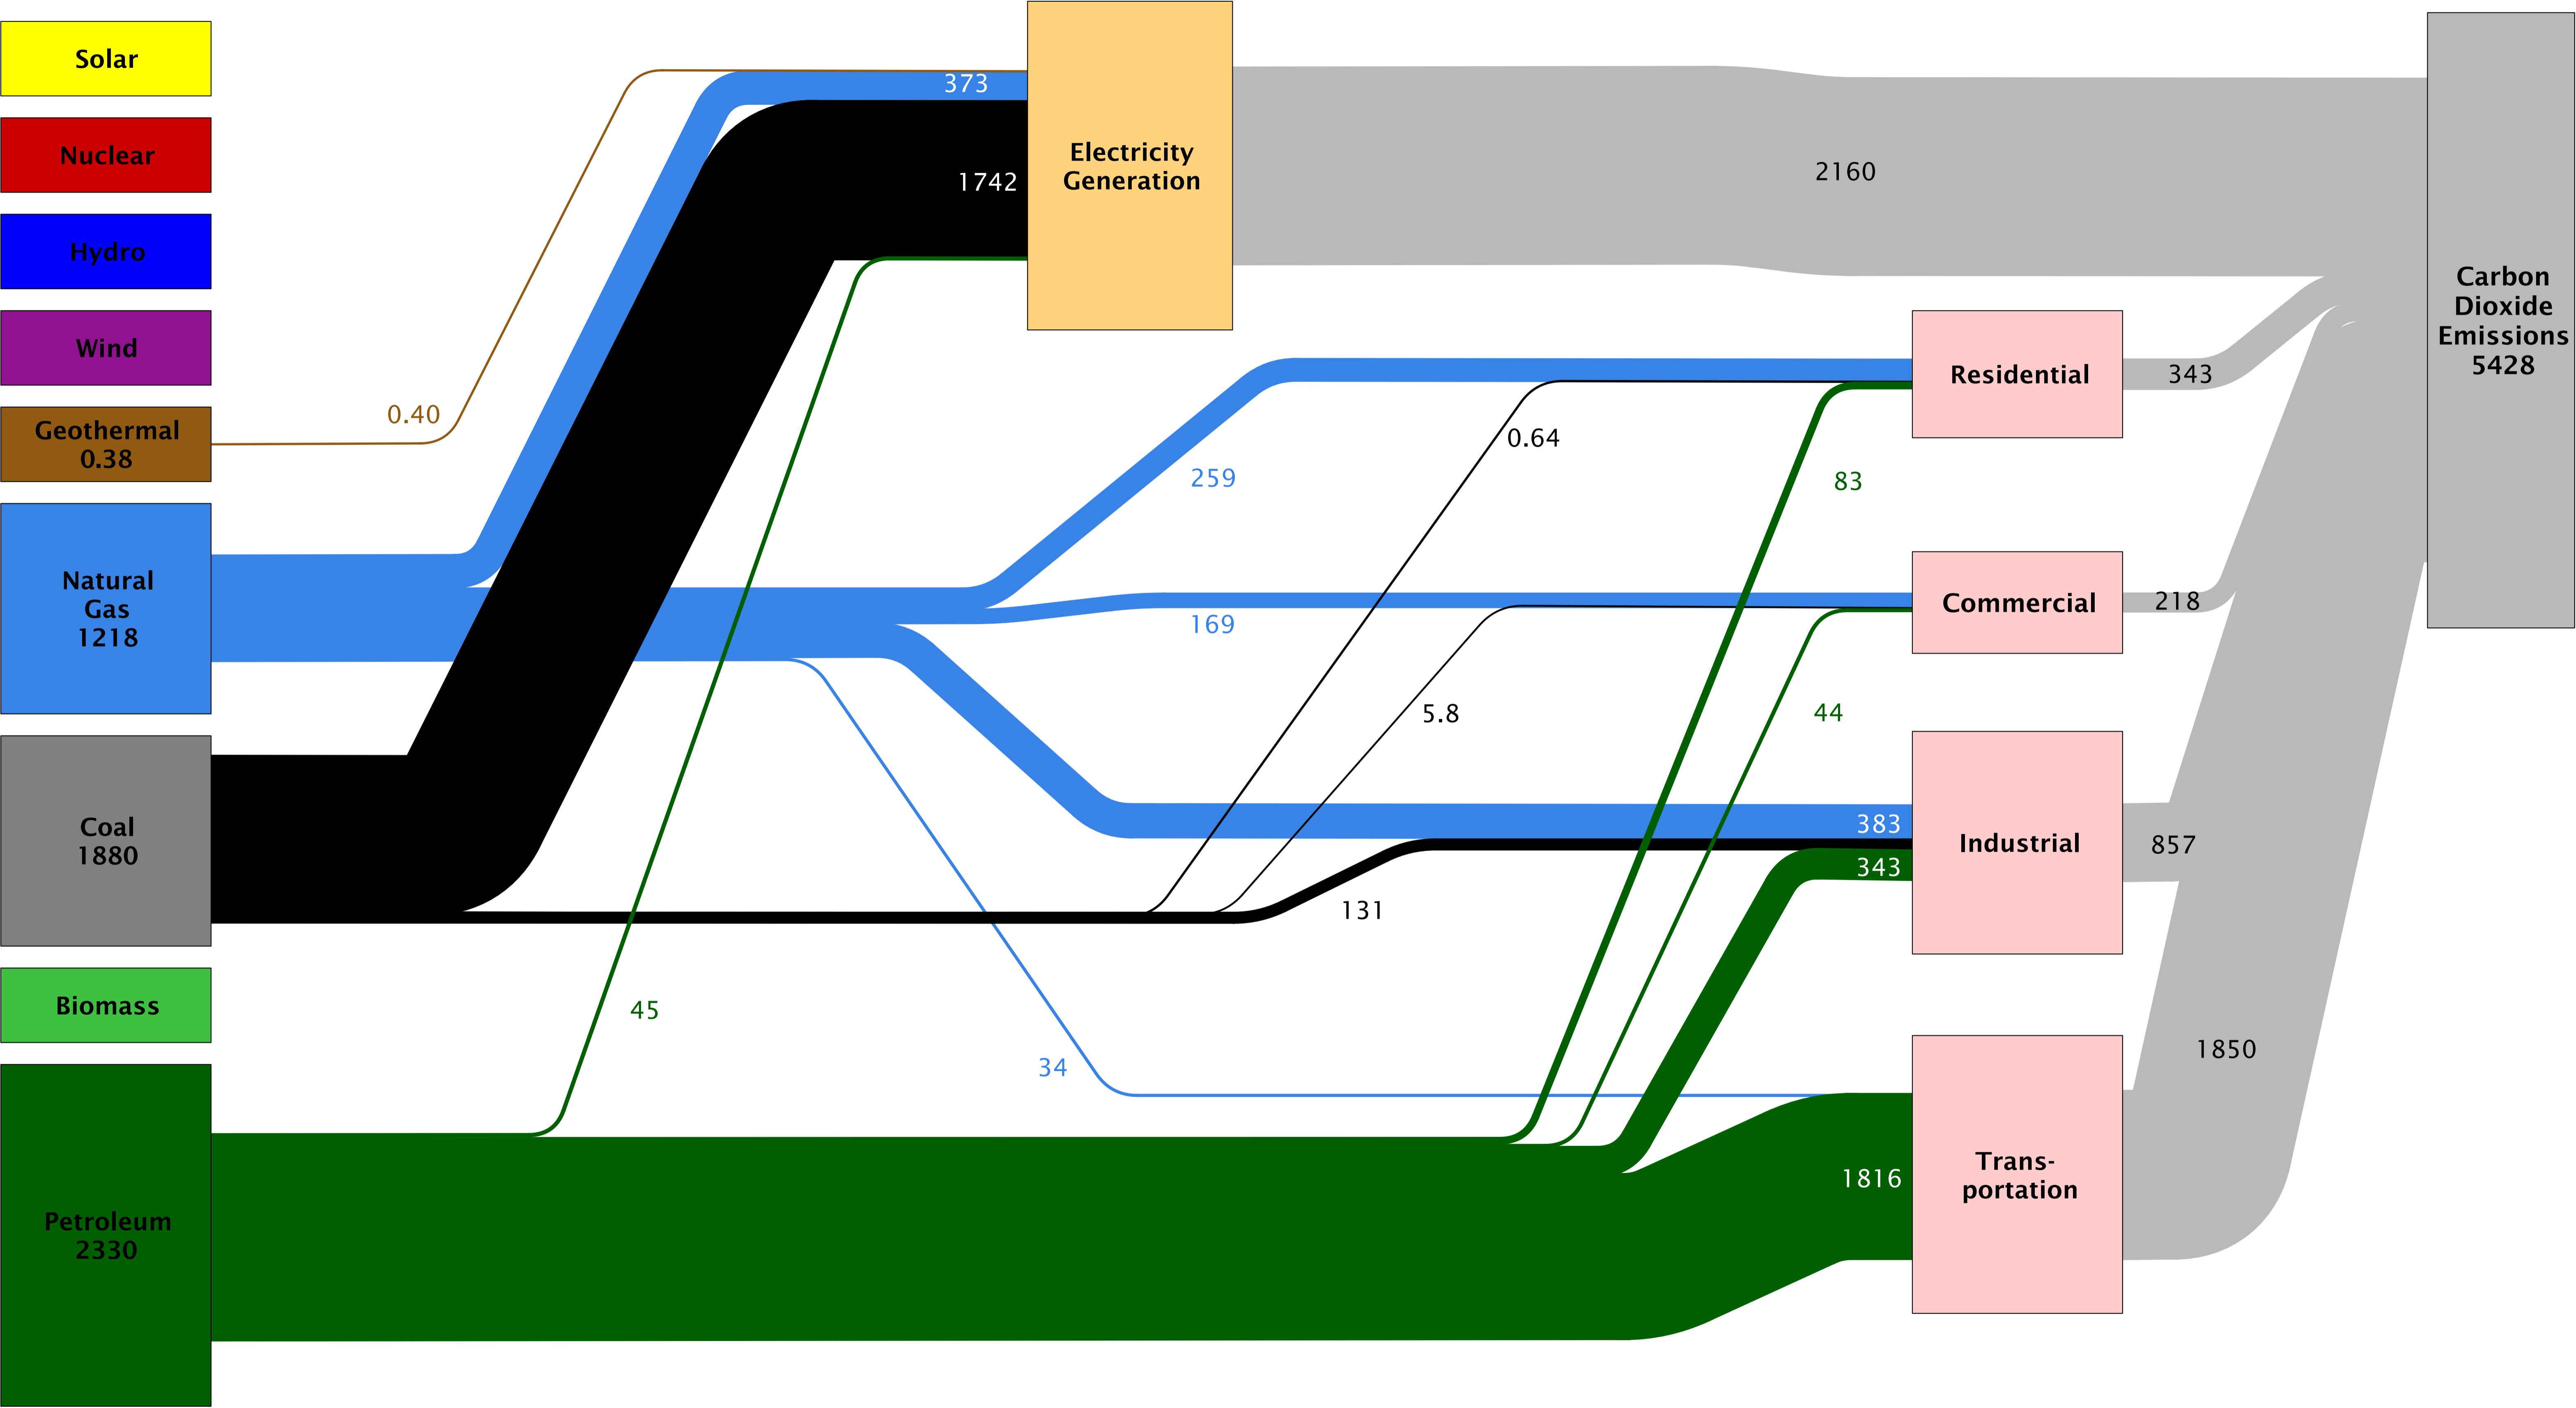 Solar
Nuclear
Hydro
Wind
Geothermal
0.38
Natural
Gas
1218
Coal
1880
Biomass
Petroleum
2330
0.40
373
1742
45
Electricity
Generation
259
169
34
0.64
5.8
131
83
44
383
343
1816
2160
Residential
Commercial
Industrial
Trans-
portation
343
218
857
1850
Carbon
Dioxide
Emissions
5428